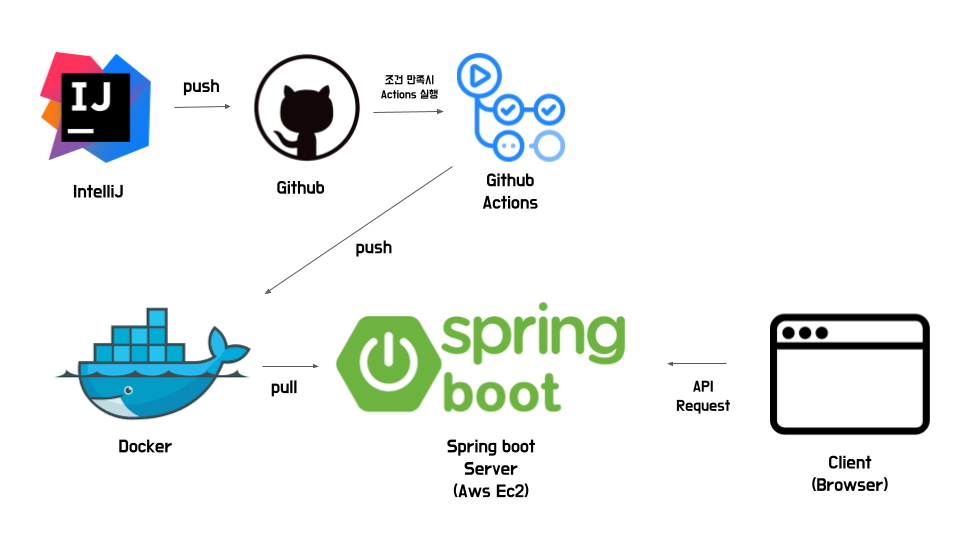 IJ
IntelliJ
push
Github
조건 만족시
Actions 실행
Github
Actions
push
Docker
pull
spring
boot
Spring boot
Server
(Aws Ec2)
API
Request
Client
(Browser)